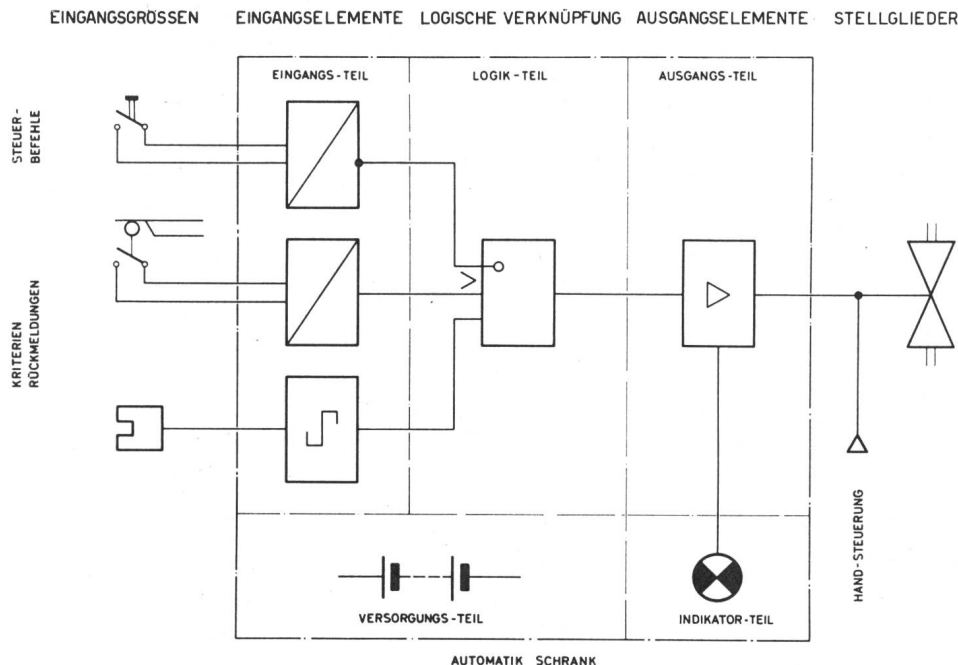 EINGANGSGRÖSSEN EINGANGSELEMENTE LOGISCHE VERKNÜPFUNG AUSGANGSELEMENTE STELLGLIEDER
EINGANGS-TEIL LOGIK-TEIL AUSGANGS-TEIL
STEUER-
BEFEHLE
KRITERIEN
RÜCKMELDUNGEN
HAND-STEUERUNG
VERSORGUNGS-TEIL INDIKATOR-TEIL
AUTOMATIK SCHRANK